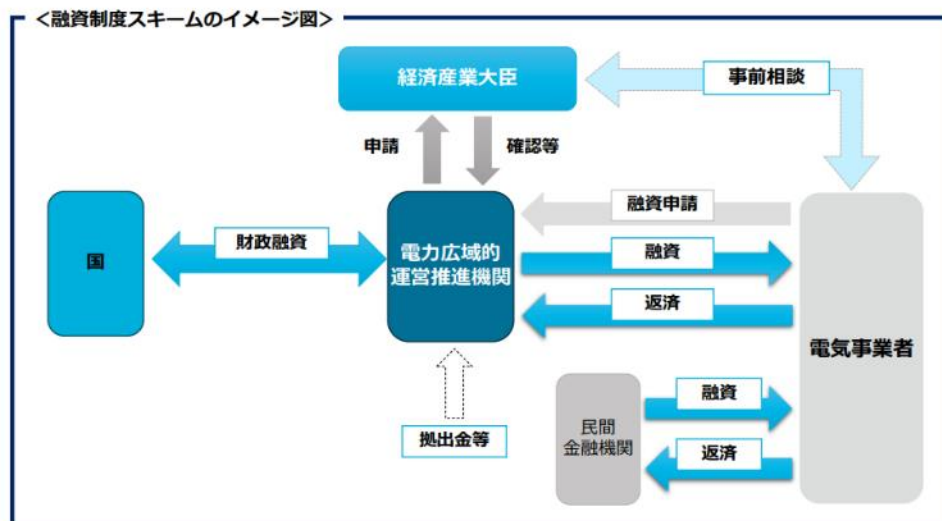 ＜融資制度スキームのイメージ図＞
経済産業大臣
事前相談
申請
確認等
国
財政融資
電力広域的
運営推進機関
融資申請
融資
返済
電気事業者
拠出金等
民間
金融機関
融資
返済